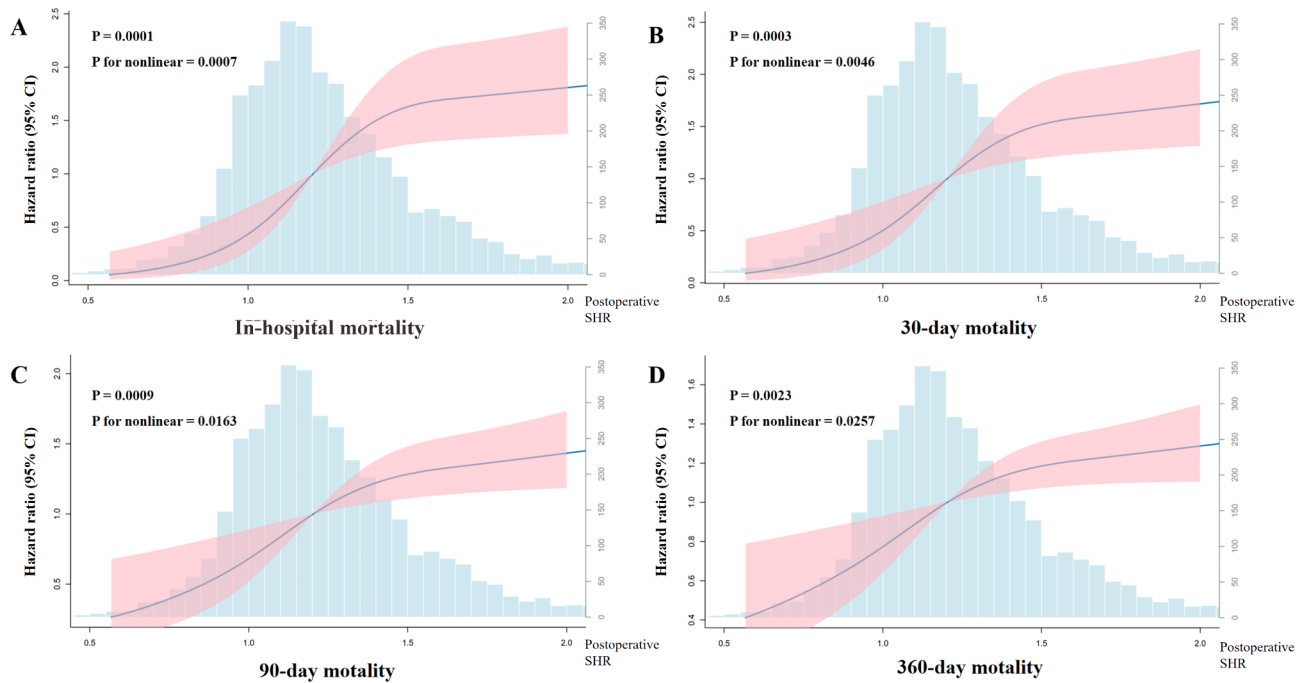 A
P = 0.0001
P for nonlinear = 0.0007
Hazard ratio (95% CI)
2.5
2.0
1.5
1.0
0.5
0.0
350
300
250
200
150
100
50
0
0.5 1.0 1.5 2.0
Postoperative
SHR
In-hospital mortality
B
P = 0.0003
P for nonlinear = 0.0046
Hazard ratio (95% CI)
2.5
2.0
1.5
1.0
0.5
0.0
350
300
250
200
150
100
50
0
0.5 1.0 1.5 2.0
Postoperative
SHR
30-day motality
C
P = 0.0009
P for nonlinear = 0.0163
Hazard ratio (95% CI)
2.0
1.5
1.0
0.5
350
300
250
200
150
100
50
0
0.5 1.0 1.5 2.0
Postoperative
SHR
90-day motality
D
P = 0.0023
P for nonlinear = 0.0257
Hazard ratio (95% CI)
1.6
1.4
1.2
1.0
0.8
0.6
0.4
350
300
250
200
150
100
50
0
0.5 1.0 1.5 2.0
Postoperative
SHR
360-day motality